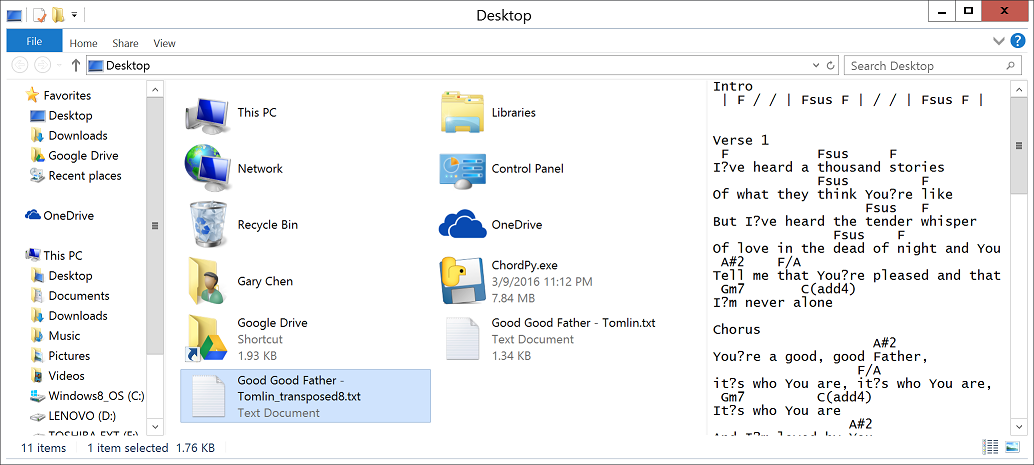 Desktop
File Home Share View
Desktop
Search Desktop
Favorites
Desktop
Downloads
Google Drive
Recent places
OneDrive
This PC
Desktop
Documents
Downloads
Music
Pictures
Videos
Windows8_OS (C:)
LENOVO (D:)
TOSHIBA EXT (F:)
This PC
Libraries
Network
Control Panel
Recycle Bin
OneDrive
Gary Chen
ChordPy.exe
3/9/2016 11:12 PM
7.84 MB
Google Drive
Shortcut
1.93 KB
Good Good Father - Tomlin.txt
Text Document
1.34 KB
Good Good Father -
Tomlin_transposed8.txt
Text Document
Intro
| F / / | Fsus F | / / | Fsus F |
Verse 1
F Fsus F
I?ve heard a thousand stories
Fsus F
Of what they think You?re like
Fsus F
But I?ve heard the tender whisper
Fsus F
Of love in the dead of night and You
A#2 F/A
Tell me that You?re pleased and that
Gm7 C(add4)
I?m never alone
Chorus
A#2
You?re a good, good Father,
F/A
it?s who You are, it?s who You are,
Gm7 C(add4)
It?s who You are
A#2
And I?m loved by You
11 items 1 item selected 1.76 KB